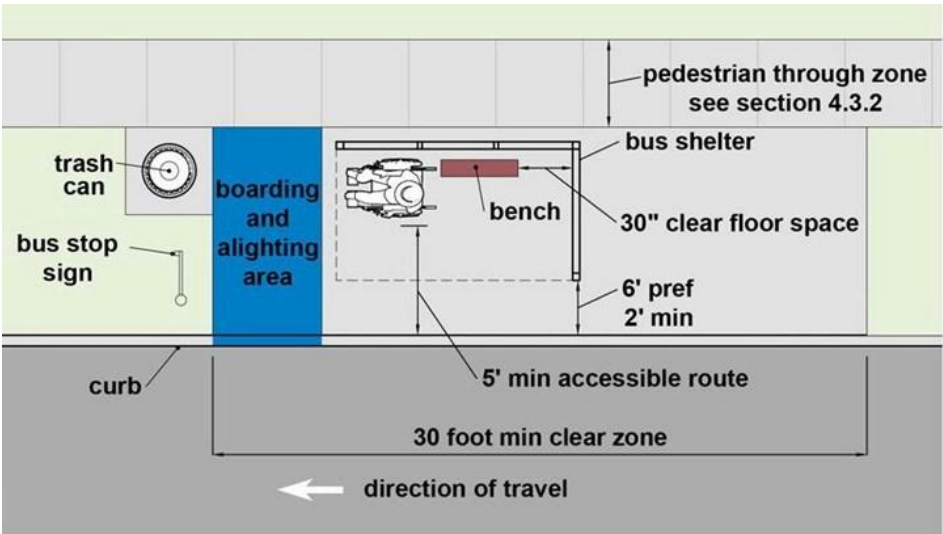 pedestrian through zone
see section 4.3.2
bus shelter
trash
can
boarding
and
alighting
area
bench
30" clear floor space
bus stop
sign
6' pref
2' min
curb
5' min accessible route
30 foot min clear zone
direction of travel